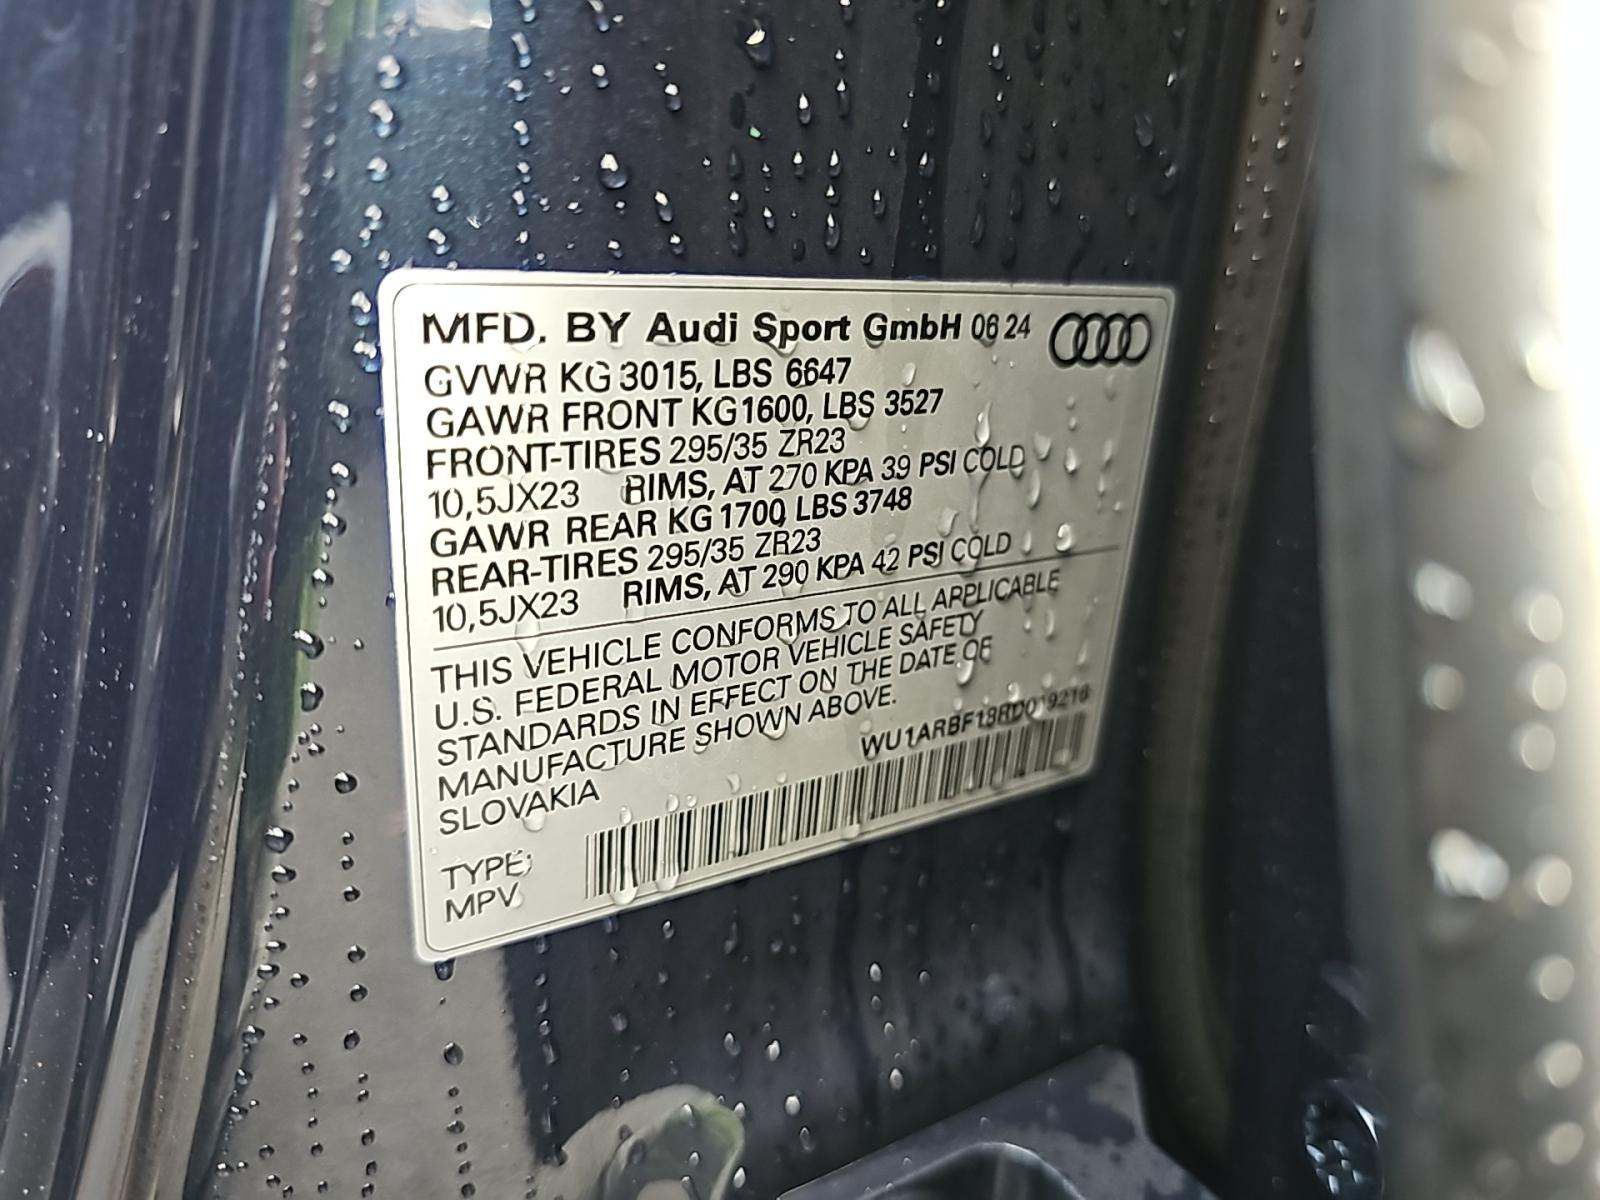 MFD. BY Audi Sport GmbH 06 24
GVWR KG 3015, LBS 6647
GAWR FRONT KG 1600, LBS 3527
FRONT-TIRES 295/35 ZR23
10,5JX23 RIMS, AT 270 KPA 39 PSI COLD
GAWR REAR KG 1700, LBS 3748
REAR-TIRES 295/35 ZR23
10,5JX23 RIMS, AT 290 KPA 42 PSI COLD
THIS VEHICLE CONFORMS TO ALL APPLICABLE
U.S. FEDERAL MOTOR VEHICLE SAFETY
STANDARDS IN EFFECT ON THE DATE OF
MANUFACTURE SHOWN ABOVE.
SLOVAKIA
TYPE:
MPV